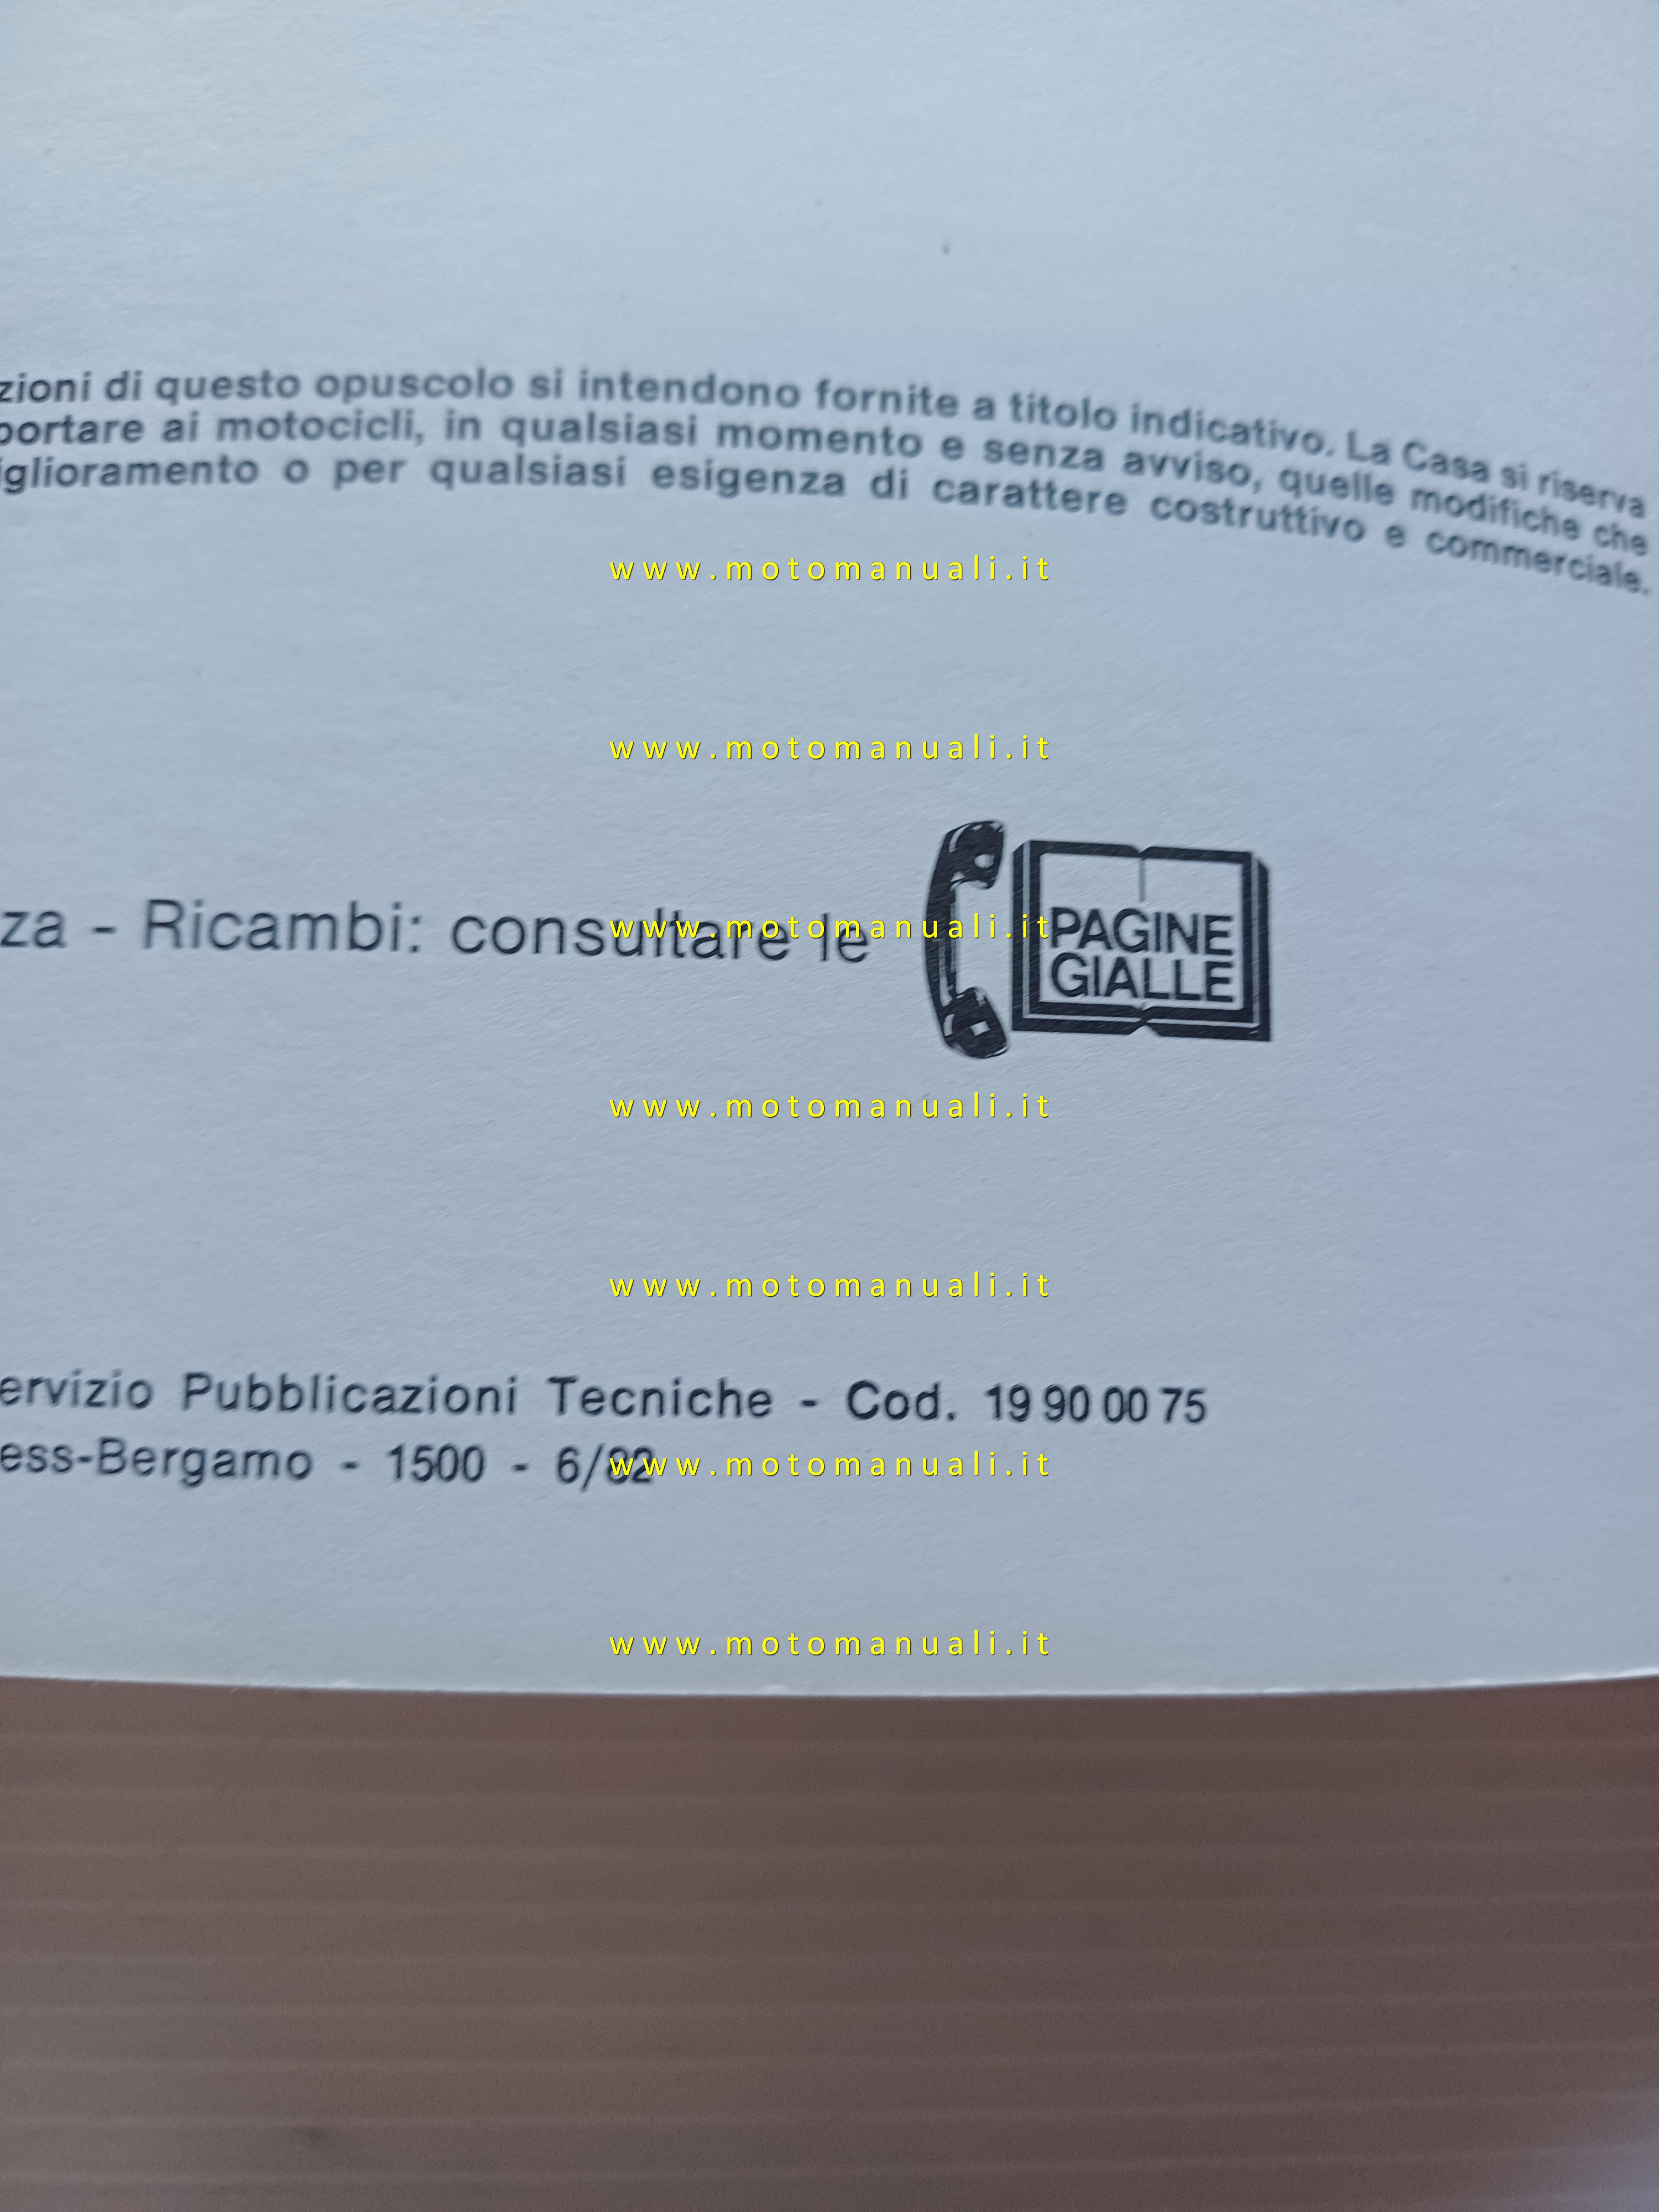 zioni di questo opuscolo si intendono fornite a titolo indicativo. La Casa si riserva
portare ai motocicli, in qualsiasi momento e senza avviso, quelle modifiche che
iglioramento o per qualsiasi esigenza di carattere costruttivo e commerciale.
www.motomanuali.it
www.motomanuali.it
za - Ricambi: consultare le
PAGINE
GIALLE
www.motomanuali.it
www.motomanuali.it
www.motomanuali.it
ervizio Pubblicazioni Tecniche - Cod. 19 90 00 75
ess-Bergamo - 1500 - 6/82
www.motomanuali.it
www.motomanuali.it